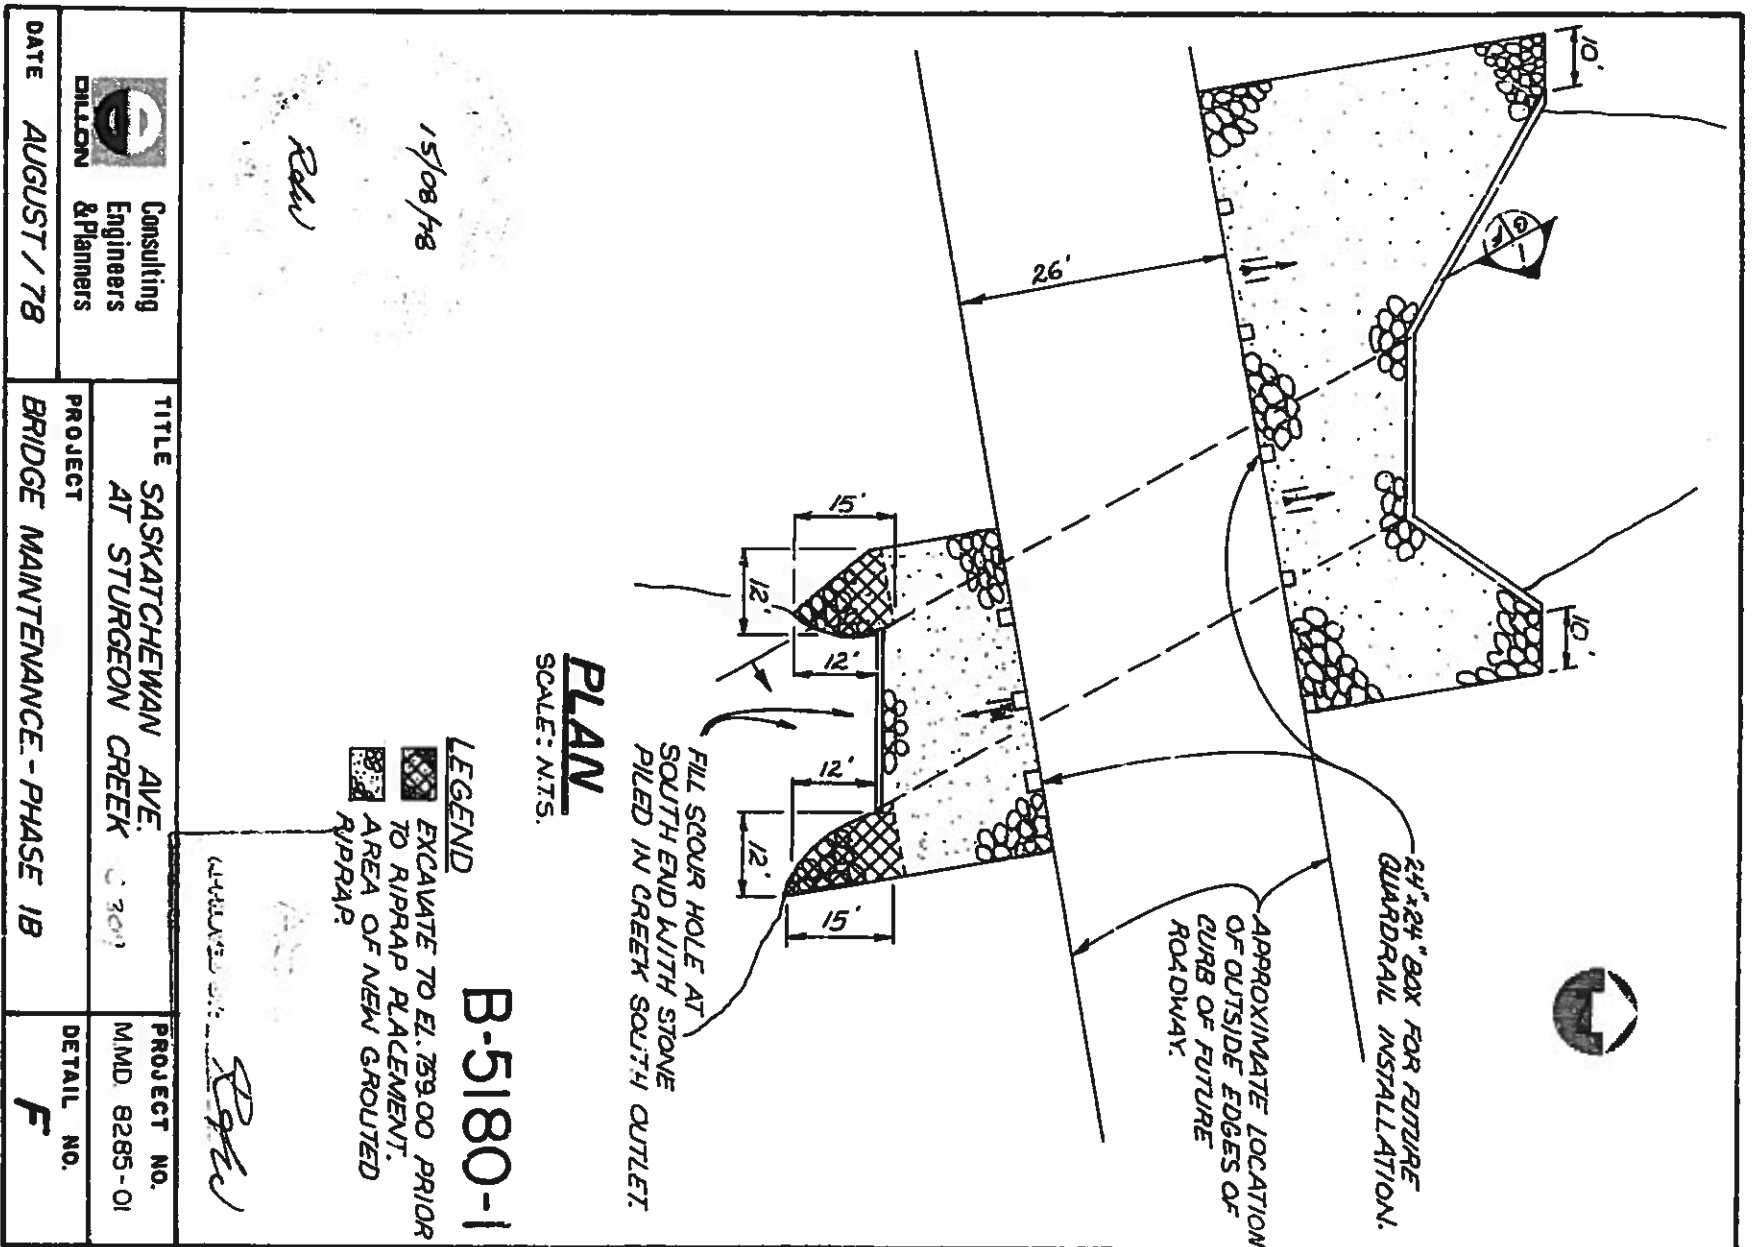 10'
10'
26'
24"x24" BOX FOR FUTURE
GUARDRAIL INSTALLATION.
APPROXIMATE LOCATION
OF OUTSIDE EDGES OF
CURB OF FUTURE
ROADWAY.
15'
12'
12'
12'
12'
15'
FILL SCOUR HOLE AT
SOUTH END WITH STONE
PILED IN CREEK SOUTH OUTLET.
PLAN
SCALE: N.T.S.
B-5180-1
LEGEND
EXCAVATE TO EL. 759.00 PRIOR
TO RIPRAP PLACEMENT.
AREA OF NEW GROUTED
RIPRAP.
15/08/78
DILLON
Consulting
Engineers
& Planners
DATE AUGUST / 78
TITLE SASKATCHEWAN AVE.
AT STURGEON CREEK
PROJECT
BRIDGE MAINTENANCE - PHASE 1B
PROJECT NO.
M.M.D. 8285-01
DETAIL NO.
F